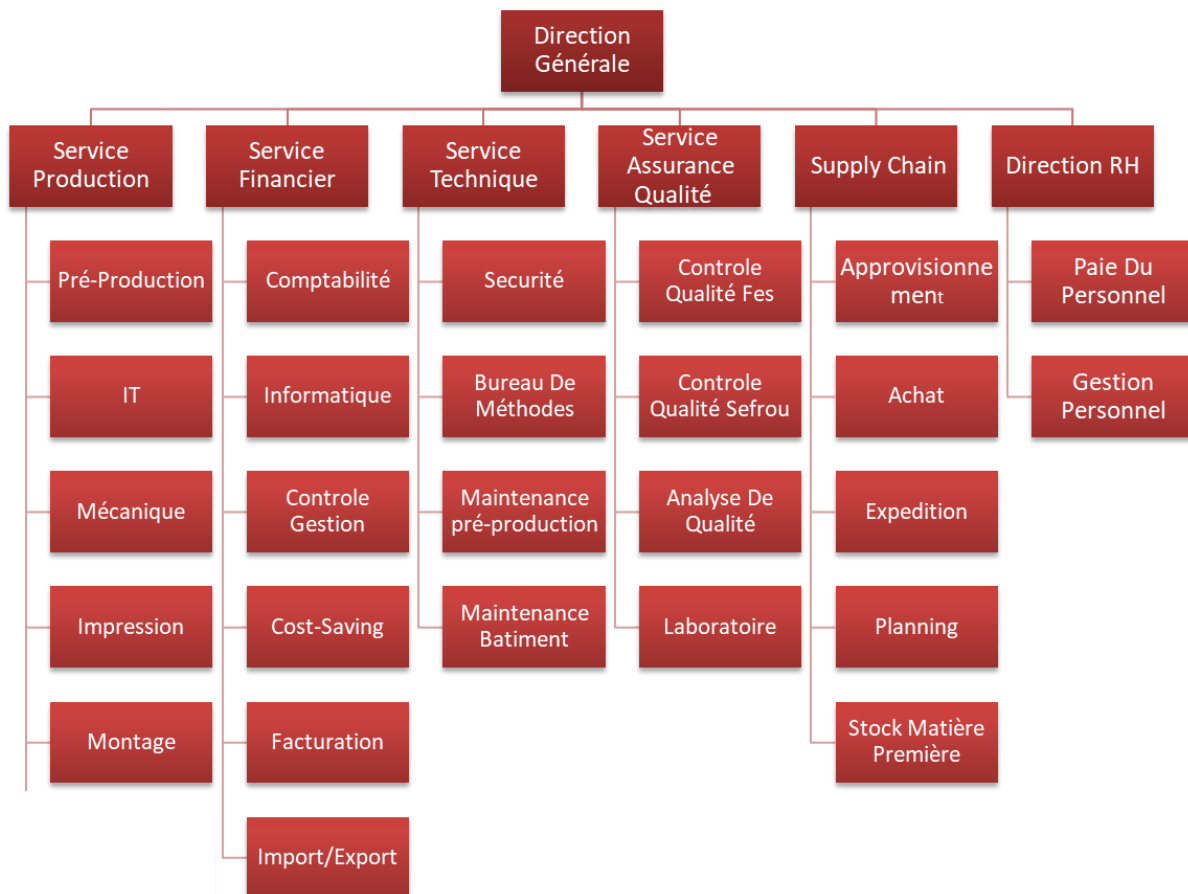 Direction
Générale
Service
Production
Service
Financier
Service
Technique
Service
Assurance
Qualité
Supply Chain
Direction RH
Pré-Production
IT
Mécanique
Impression
Montage
Comptabilité
Informatique
Controle
Gestion
Cost-Saving
Facturation
Import/Export
Securité
Bureau De
Méthodes
Maintenance
pré-production
Maintenance
Batiment
Controle
Qualité Fes
Controle
Qualité Sefrou
Analyse De
Qualité
Laboratoire
Approvisionne
ment
Achat
Expedition
Planning
Stock Matière
Première
Paie Du
Personnel
Gestion
Personnel